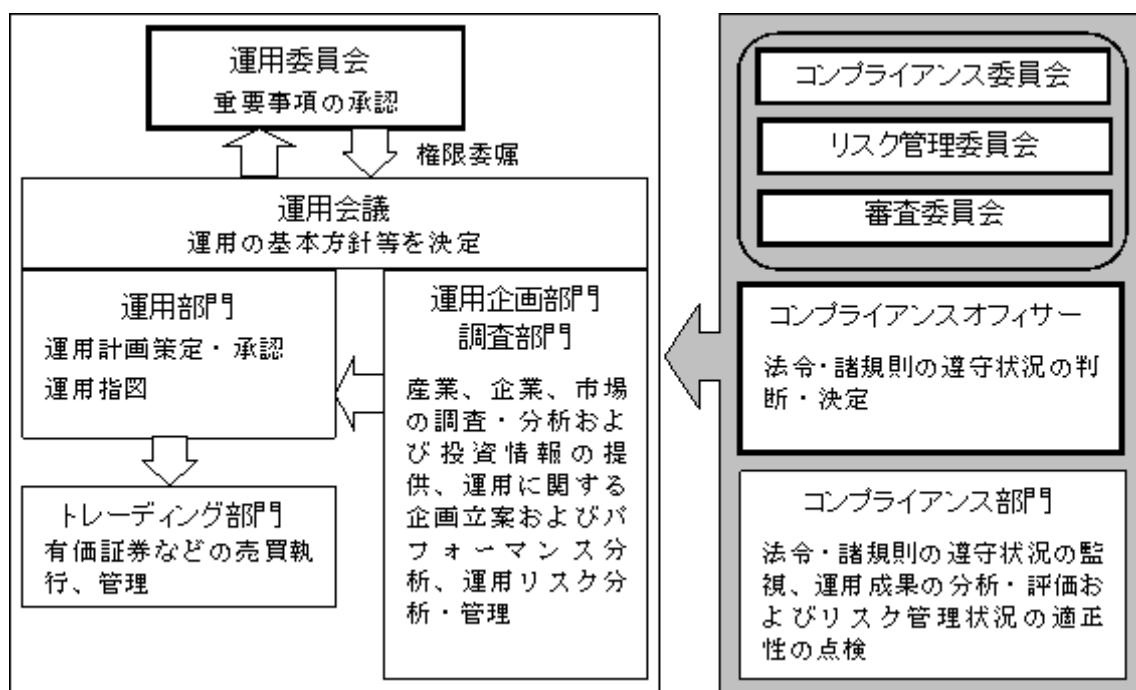 運用委員会
重要事項の承認
権限委嘱
運用会議
運用の基本方針等を決定
運用部門
運用計画策定・承認
運用指図
運用企画部門
調査部門
産業、企業、市場
の調査・分析およ
び投資情報の提
供、運用に関する
企画立案およびパ
フォーマンス分
析、運用リスク分
析・管理
トレーディング部門
有価証券などの売買執
行、管理
コンプライアンス委員会
リスク管理委員会
審査委員会
コンプライアンスオフィサー
法令・諸規則の遵守状況の判
断・決定
コンプライアンス部門
法令・諸規則の遵守状況の監
視、運用成果の分析・評価お
よびリスク管理状況の適正
性の点検